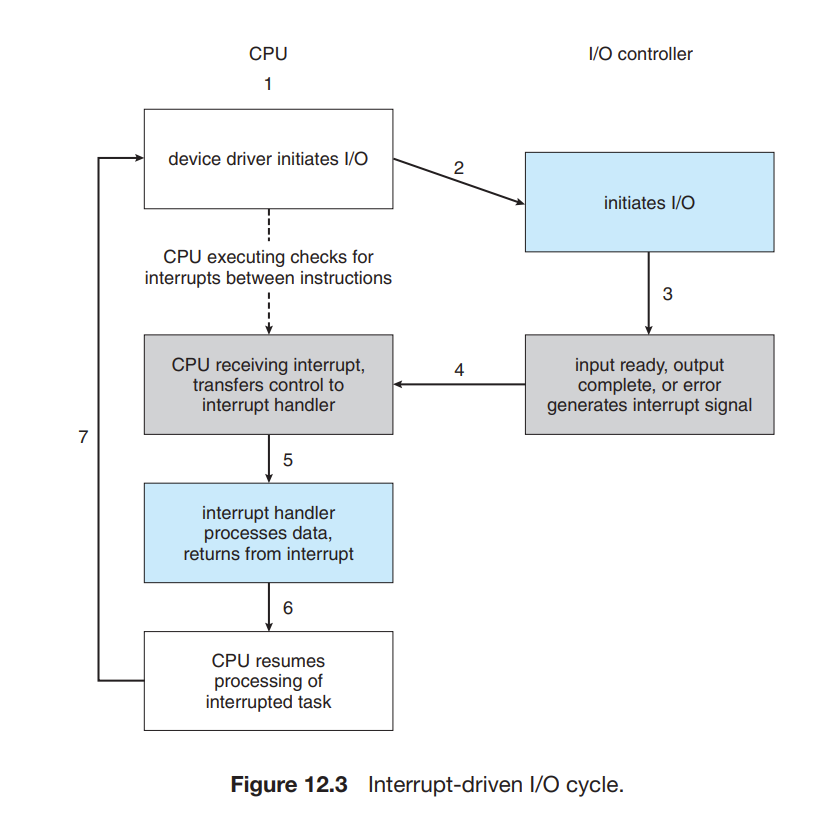 CPU
I/O controller
1
device driver initiates I/O
2
initiates I/O
CPU executing checks for
interrupts between instructions
3
CPU receiving interrupt,
transfers control to
interrupt handler
4
input ready, output
complete, or error
generates interrupt signal
7
5
interrupt handler
processes data,
returns from interrupt
6
CPU resumes
processing of
interrupted task
Figure 12.3 Interrupt-driven I/O cycle.